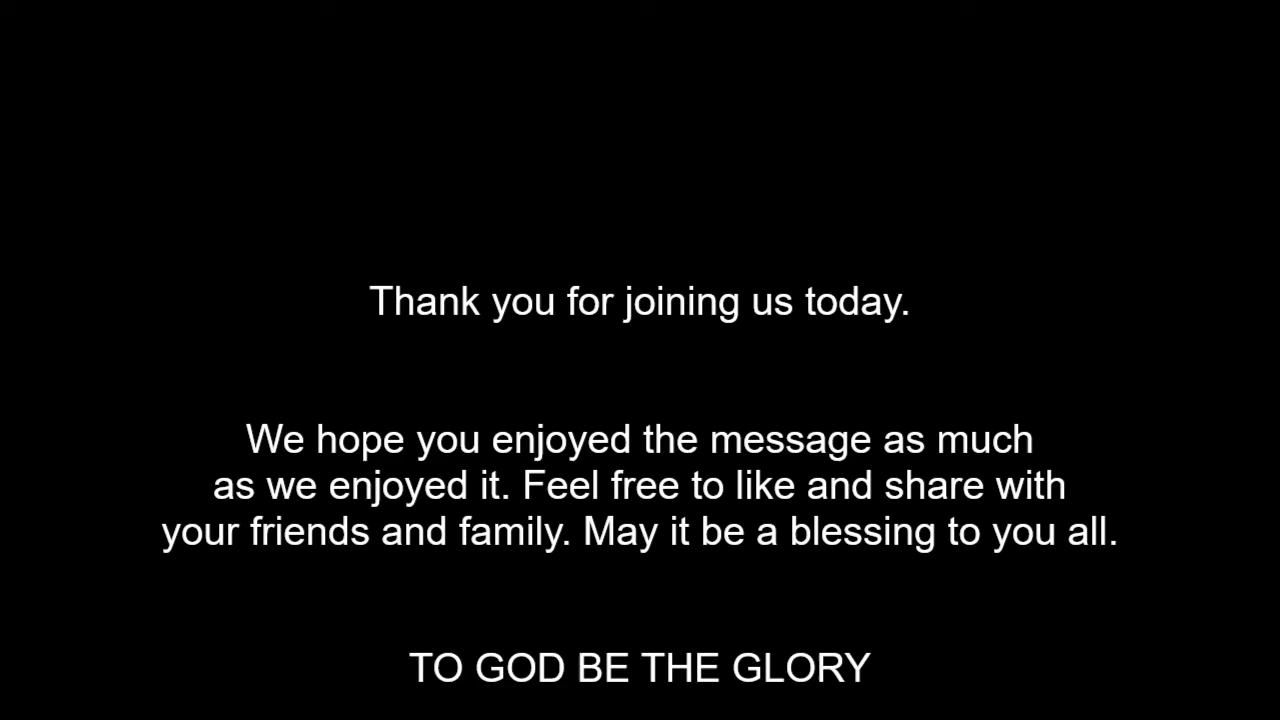 Thank you for joining us today.
We hope you enjoyed the message as much
as we enjoyed it. Feel free to like and share with
your friends and family. May it be a blessing to you all.
TO GOD BE THE GLORY